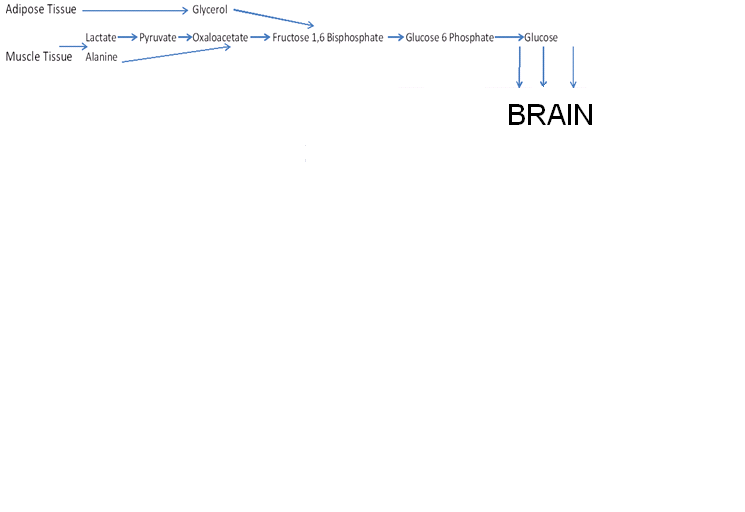 Adipose Tissue Glycerol
Lactate Pyruvate Oxaloacetate Fructose 1,6 Bisphosphate Glucose 6 Phosphate Glucose
Muscle Tissue Alanine
BRAIN